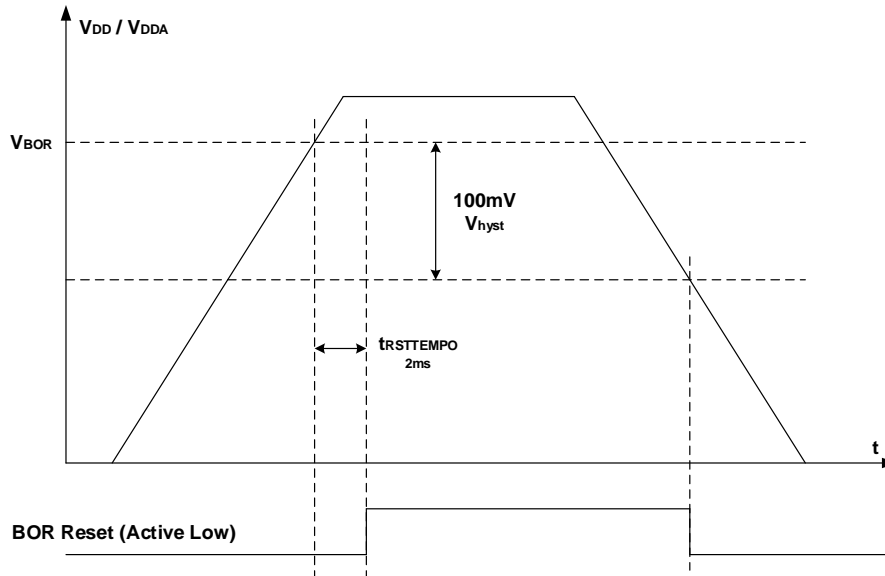 VDD / VDDA
VBOR
100mV
Vhyst
tRSTTEMPO
2ms
t
BOR Reset (Active Low)